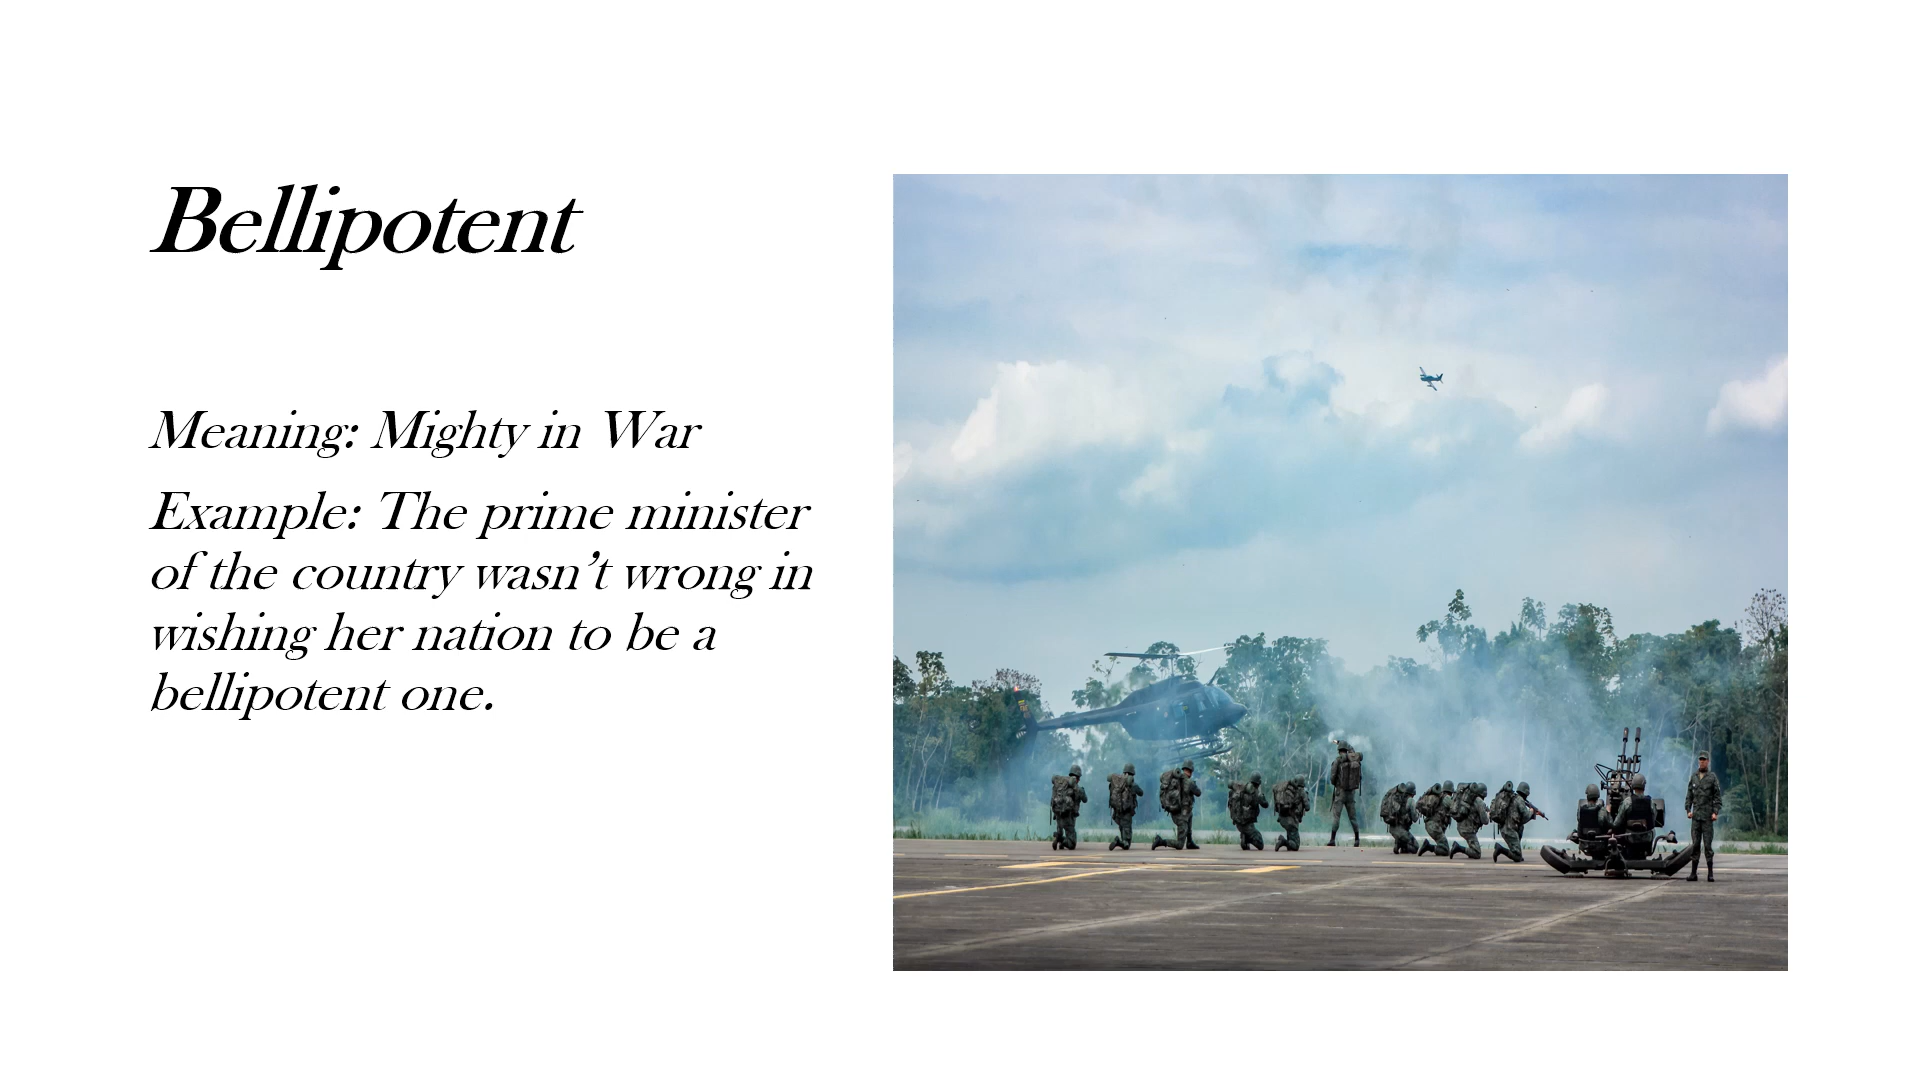 Bellipotent
Meaning: Mighty in War
Example: The prime minister
of the country wasn’t wrong in
wishing her nation to be a
bellipotent one.